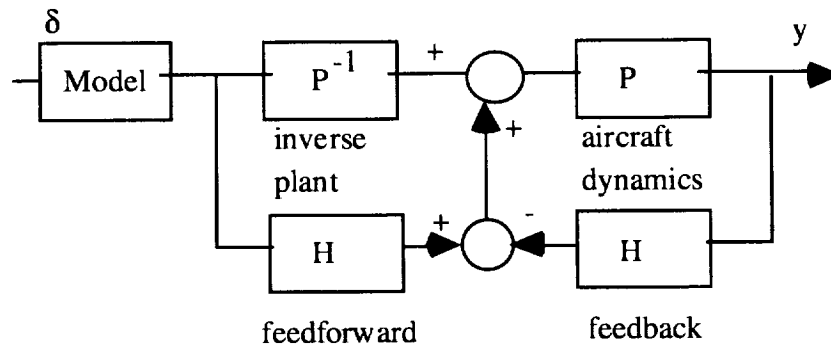 δ
y
Model
P⁻¹
+
P
inverse
plant
+
aircraft
dynamics
H
+
-
H
feedforward
feedback